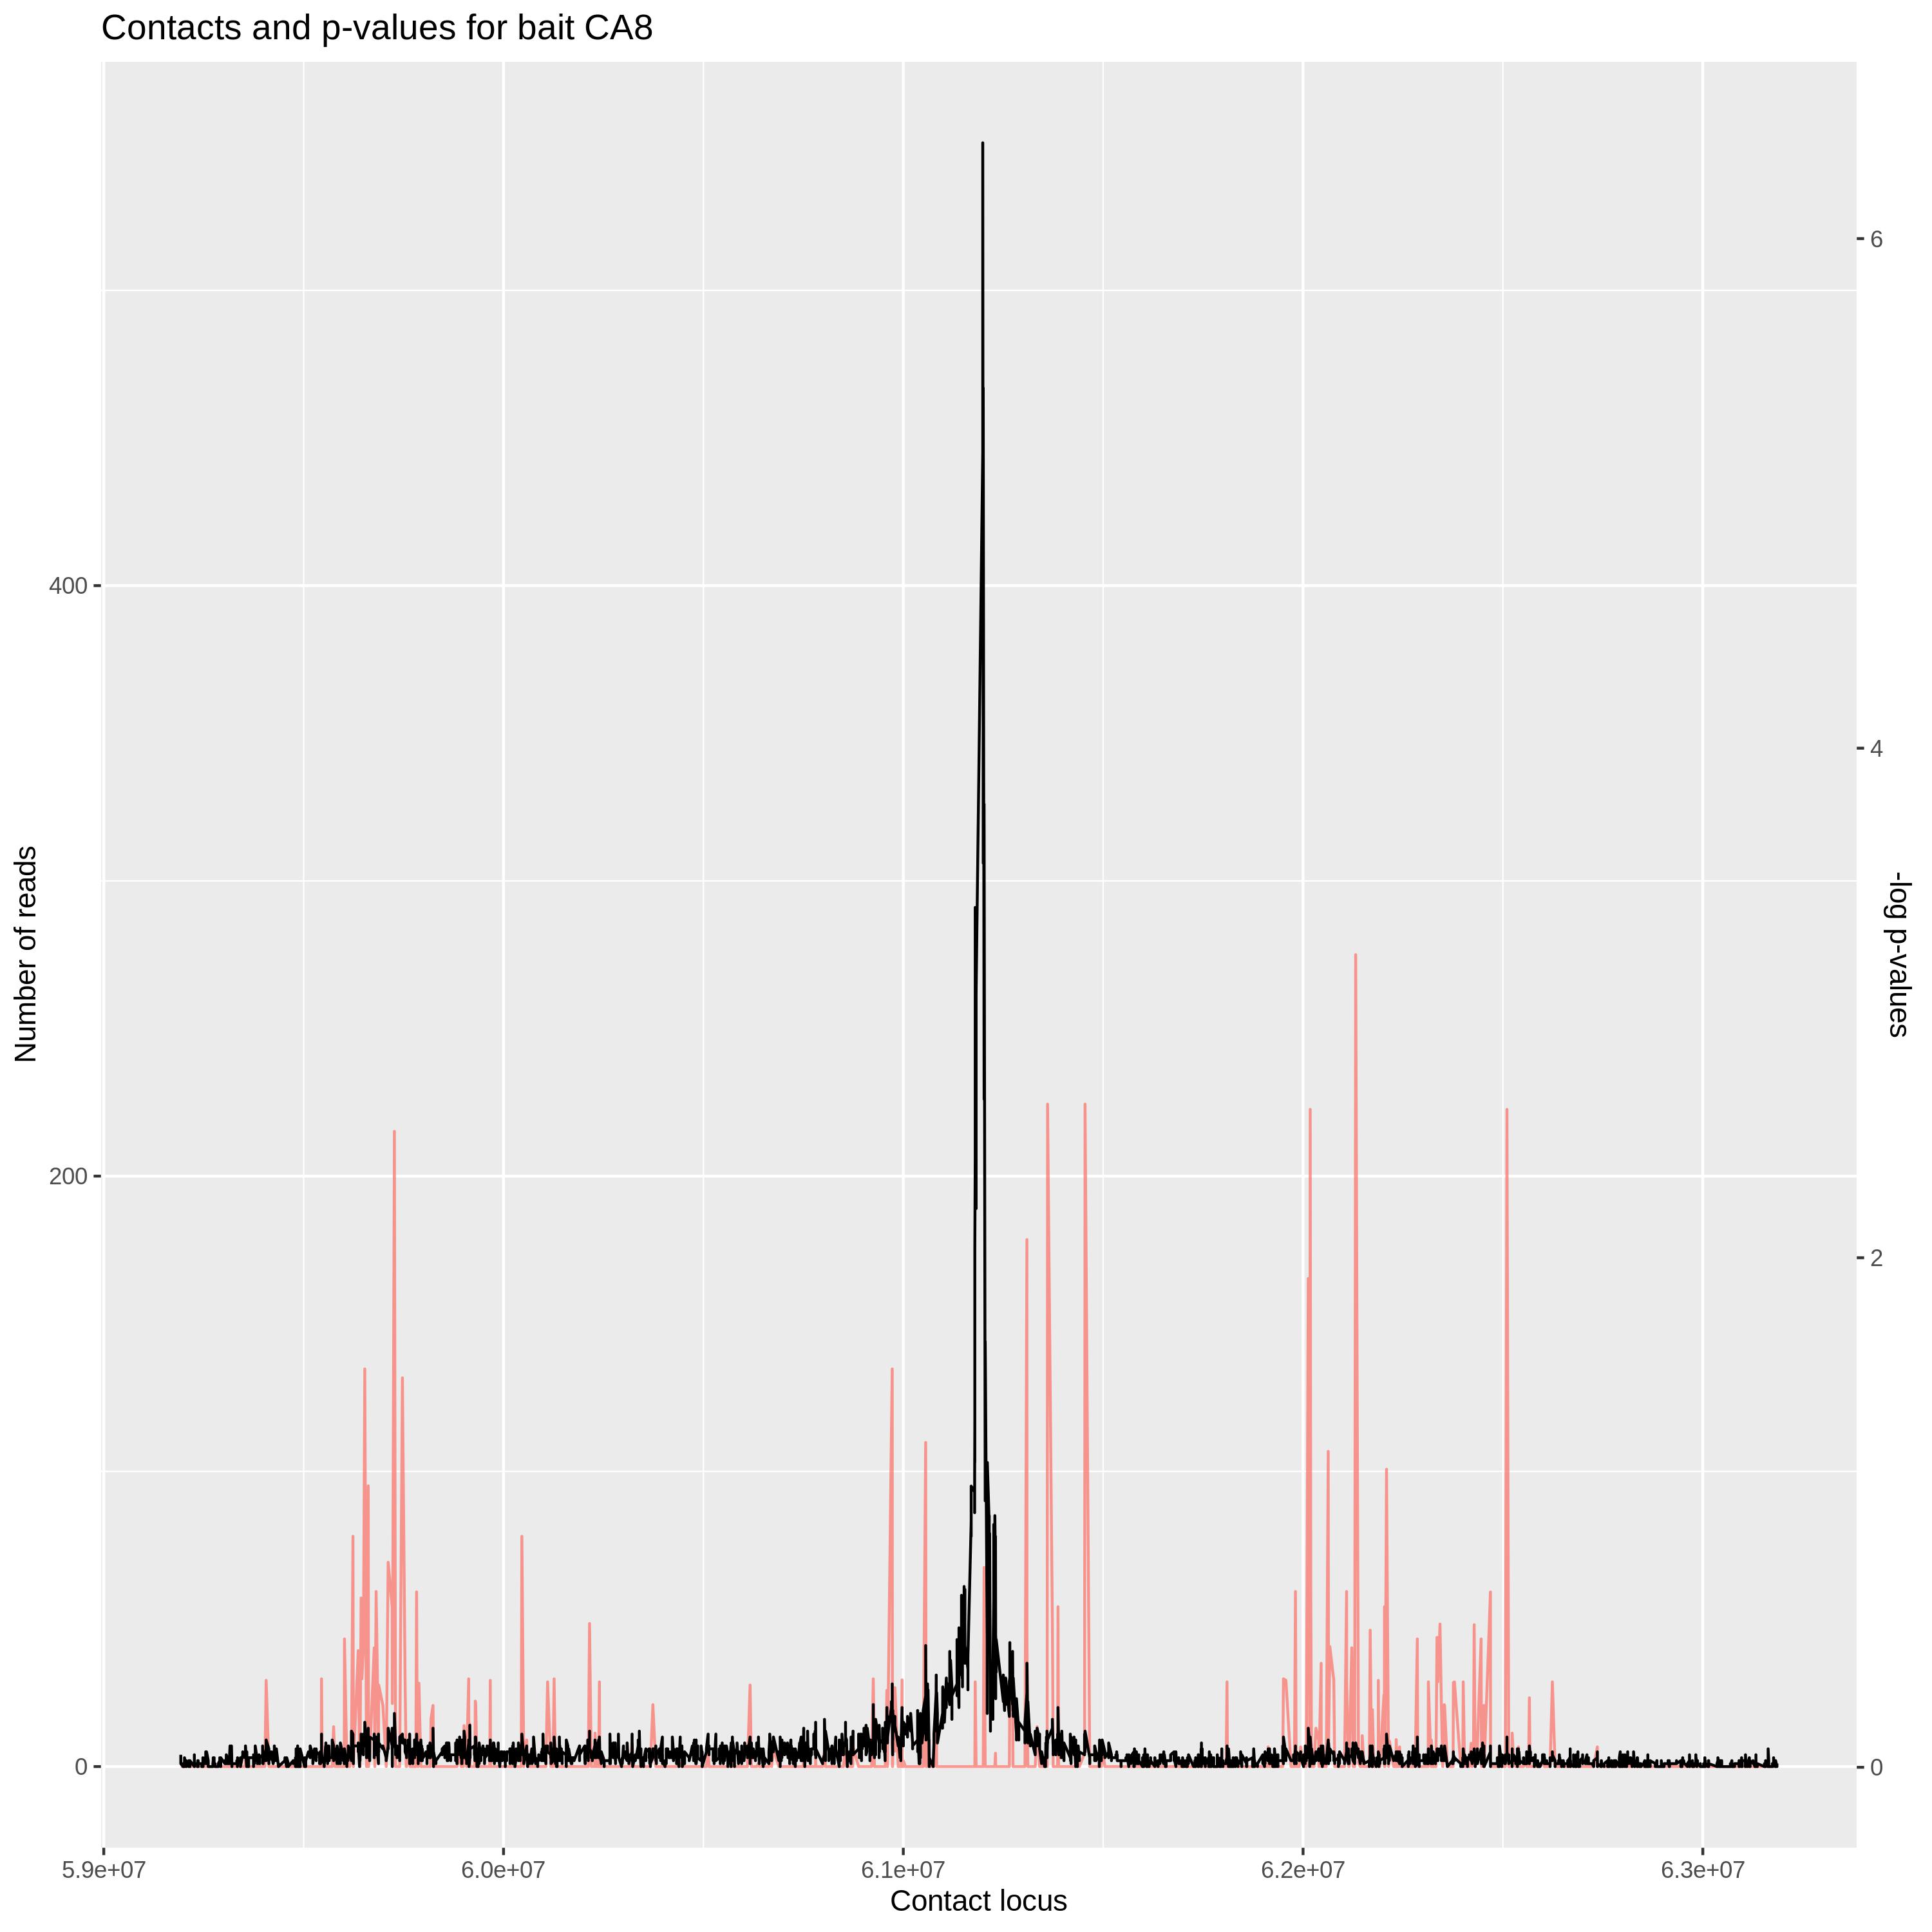 Contacts and p-values for bait CA8
Number of reads
400
200
0
6
4
2
0
-log p-values
5.9e+07 6.0e+07 6.1e+07 6.2e+07 6.3e+07
Contact locus